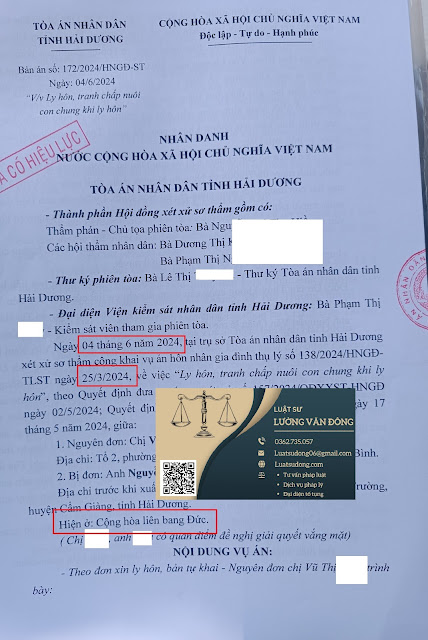 TÒA ÁN NHÂN DÂN
TỈNH HẢI DƯƠNG
CỘNG HÒA XÃ HỘI CHỦ NGHĨA VIỆT NAM
Độc lập - Tự do - Hạnh phúc
Bản án số: 172/2024/HNGĐ-ST
Ngày: 04/6/2024
"V/v Ly hôn, tranh chấp nuôi
con chung khi ly hôn"
CÓ HIỆU LỰC
NHÂN DANH
NƯỚC CỘNG HÒA XÃ HỘI CHỦ NGHĨA VIỆT NAM
TÒA ÁN NHÂN DÂN TỈNH HẢI DƯƠNG
- Thành phần Hội đồng xét xử sơ thẩm gồm có:
Thẩm phán - Chủ tọa phiên tòa: Bà
Các hội thẩm nhân dân: Bà Dương Thị
Bà Phạm Thị
- Thư ký phiên tòa: Bà Lê Thị - Thư ký Tòa án nhân dân tỉnh
Hải Dương.
- Đại diện Viện kiểm sát nhân dân tỉnh Hải Dương: Bà Phạm Thị
- Kiểm sát viên tham gia phiên tòa.
Ngày 04 tháng 6 năm 2024, tại trụ sở Tòa án nhân dân tỉnh Hải Dương
xét xử sơ thẩm công khai vụ án hôn nhân gia đình thụ lý số 138/2024/HNGĐ-
TLST ngày 25/3/2024, về việc "Ly hôn, tranh chấp nuôi con chung khi ly
hôn", theo Quyết định đưa
ngày 02/5/2024; Quyết định ngày 17
tháng 5 năm 2024, giữa:
1. Nguyên đơn: Chị
Địa chỉ: Tổ 2, phường Bình.
2. Bị đơn: Anh
Địa chỉ trước khi xuất
huyện Cẩm Giàng, tỉnh Hải Dương.
Hiện ở: Cộng hòa liên bang Đức.
(Chị , anh có quan điểm đề nghị giải quyết vắng mặt)
NỘI DUNG VỤ ÁN:
- Theo đơn xin ly hôn, bản tự khai - Nguyên đơn chị Vũ Thị trình
bày:
LUẬT SƯ
LƯỜNG VĂN ĐÔNG
0362.735.057
Luatsudong06@gmail.com
Luatsudong.com
Tư vấn pháp luật
Dịch vụ pháp lý
Đại diện tố tụng